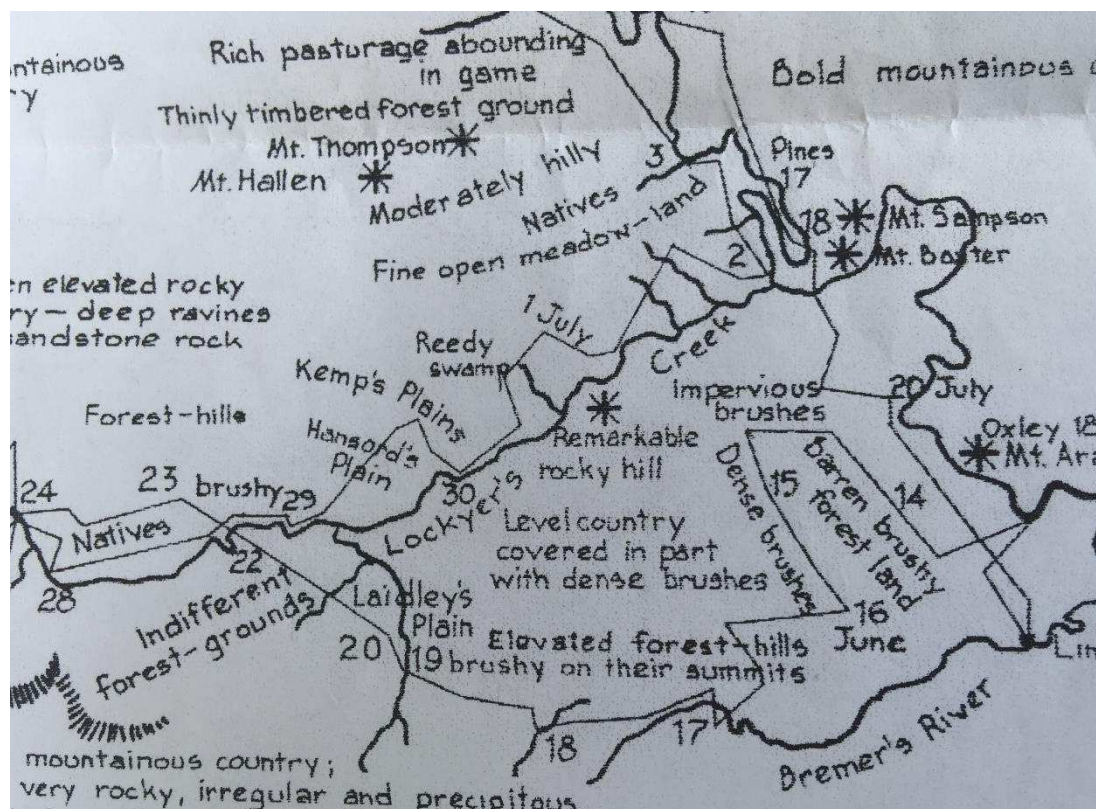 Rich pasturage abounding
in game
Bold mountainous
Thinly timbered forest ground
Mt. Thompson
Mt. Hallen
Moderately hilly
3
Natives
Fine open meadow-land
Pines
17
18
Mt. Sampson
Mt. Baxter
2
elevated rocky
deep ravines
sandstone rock
1 July
Reedy
swamp
Creek
Kemp's Plains
Hansord's
Plain
Forest-hills
Impervious
brushes
20 July
Remarkable
rocky hill
Oxley 18
Mt. Ara
Dense brushes
15
Barren brushy
forest land
14
24
23
brushy
29
30
Natives
22
28
Lockyer's
Level country
covered in part
with dense brushes
Indifferent
forest-grounds
Laidley's
Plain
20
19
Elevated forest-hills
brushy on their summits
16
June
Lim
18
17
Bremer's River
mountainous country;
very rocky, irregular and precipitous